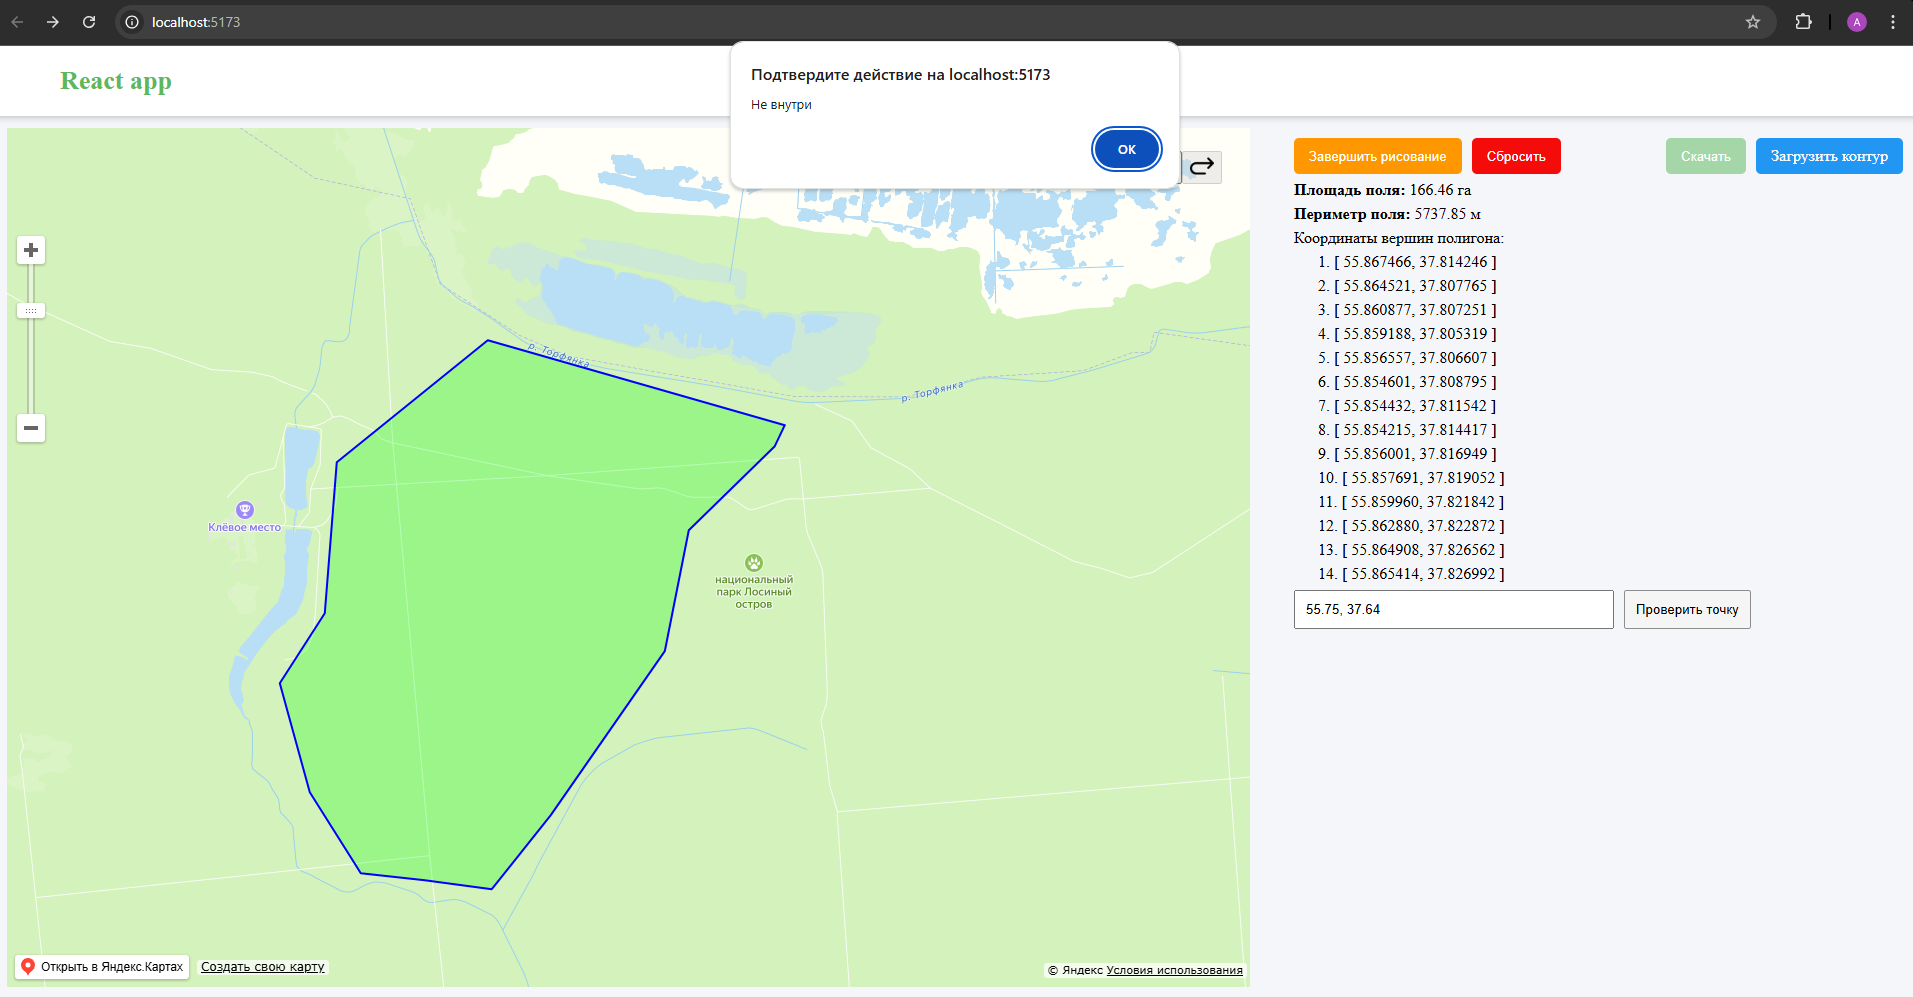 localhost:5173
A
React app
Подтвердите действие на localhost:5173
Не внутри
ОК
Завершить рисование
Сбросить
Скачать
Загрузить контур
Площадь поля: 166.46 га
Периметр поля: 5737.85 м
Координаты вершин полигона:
1. [ 55.867466, 37.814246 ]
2. [ 55.864521, 37.807765 ]
3. [ 55.860877, 37.807251 ]
4. [ 55.859188, 37.805319 ]
5. [ 55.856557, 37.806607 ]
6. [ 55.854601, 37.808795 ]
7. [ 55.854432, 37.811542 ]
8. [ 55.854215, 37.814417 ]
9. [ 55.856001, 37.816949 ]
10. [ 55.857691, 37.819052 ]
11. [ 55.859960, 37.821842 ]
12. [ 55.862880, 37.822872 ]
13. [ 55.864908, 37.826562 ]
14. [ 55.865414, 37.826992 ]
55.75, 37.64
Проверить точку
р. Торфянка
р. Торфянка
Клёвое место
национальный
парк Лосиный
остров
Открыть в Яндекс.Картах
Создать свою карту
© Яндекс Условия использования